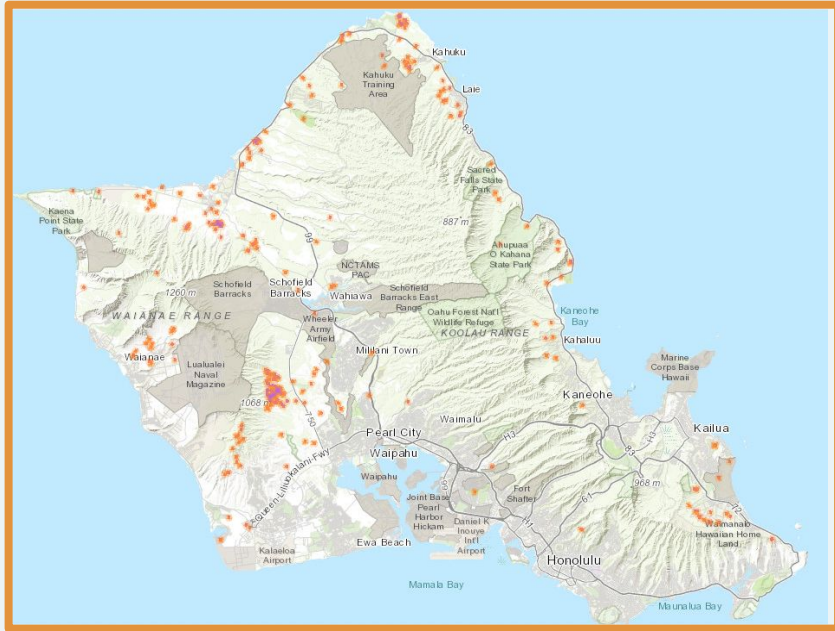 Kahuku
Kahuku
Training
Area
Laie
83
Sacred
Falls State
Park
Kaena
Point State
Park
99
887 m
Ahupuaa
O Kahana
State Park
NCTAMS
PAC
Schofield
Barracks
Schofield
Barracks
1260 m
Wahiawa
Schofield
Barracks East
Range
WAIANAE RANGE
Wheeler
Army
Airfield
Oahu Forest Nat'l
Wildlife Refuge
KOOLAU RANGE
Kaneohe
Bay
Kahaluu
Waianae
Mililani Town
Lualualei
Naval
Magazine
Marine
Corps Base
Hawaii
1068 m
Kaneohe
750
Waimalu
Pearl City
Kailua
H3
H3
83
Waipahu
Queen-Liliuokalani-Fwy
Waipahu
99
Fort
Shafter
61
968 m
72
Joint Base
Pearl
Harbor
Hickam
Daniel K
Inouye
Int'l
Airport
H1
Waimanalo
Hawaiian Home
Land
Ewa Beach
Kalaeloa
Airport
Honolulu
Mamala Bay
Maunalua Bay